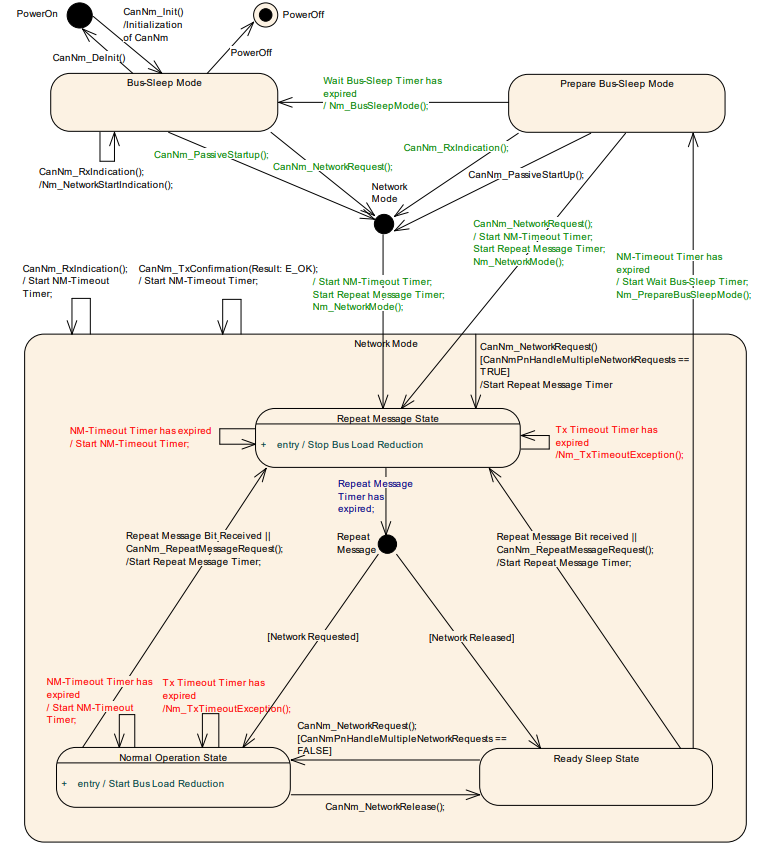 PowerOn
CanNm_Init()
/Initialization
of CanNm
PowerOff
CanNm_DeInit()
PowerOff
Bus-Sleep Mode
Wait Bus-Sleep Timer has
expired
/ Nm_BusSleepMode();
Prepare Bus-Sleep Mode
CanNm_RxIndication();
/Nm_NetworkStartIndication();
CanNm_PassiveStartup();
CanNm_NetworkRequest();
CanNm_RxIndication();
CanNm_PassiveStartUp();
Network
Mode
CanNm_NetworkRequest();
/ Start NM-Timeout Timer;
Start Repeat Message Timer;
Nm_NetworkMode();
NM-Timeout Timer has
expired
/ Start Wait Bus-Sleep Timer;
Nm_PrepareBusSleepMode();
CanNm_RxIndication();
/ Start NM-Timeout
Timer;
CanNm_TxConfirmation(Result: E_OK);
/ Start NM-Timeout Timer;
/ Start NM-Timeout Timer;
Start Repeat Message Timer;
Nm_NetworkMode();
Network Mode
CanNm_NetworkRequest()
[CanNmPnHandleMultipleNetworkRequests ==
TRUE]
/Start Repeat Message Timer
NM-Timeout Timer has expired
/ Start NM-Timeout Timer;
Repeat Message State
+ entry / Stop Bus Load Reduction
Tx Timeout Timer has
expired
/Nm_TxTimeoutException();
Repeat Message
Timer has
expired;
Repeat Message Bit Received ||
CanNm_RepeatMessageRequest();
/Start Repeat Message Timer;
Repeat
Message
Repeat Message Bit received ||
CanNm_RepeatMessageRequest();
/Start Repeat Message Timer;
[Network Requested]
[Network Released]
NM-Timeout Timer has
expired
/ Start NM-Timeout
Timer;
Tx Timeout Timer has
expired
/Nm_TxTimeoutException();
CanNm_NetworkRequest();
[CanNmPnHandleMultipleNetworkRequests ==
FALSE]
Normal Operation State
+ entry / Start Bus Load Reduction
Ready Sleep State
CanNm_NetworkRelease();